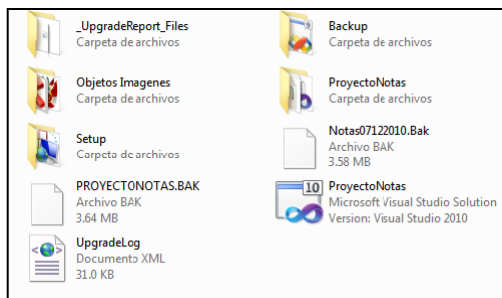 _UpgradeReport_Files
Carpeta de archivos
Backup
Carpeta de archivos
Objetos Imagenes
Carpeta de archivos
ProyectoNotas
Carpeta de archivos
Setup
Carpeta de archivos
Notas07122010.Bak
Archivo BAK
3.58 MB
PROYECTONOTAS.BAK
Archivo BAK
3.64 MB
10
ProyectoNotas
Microsoft Visual Studio Solution
Version: Visual Studio 2010
UpgradeLog
Documento XML
31.0 KB